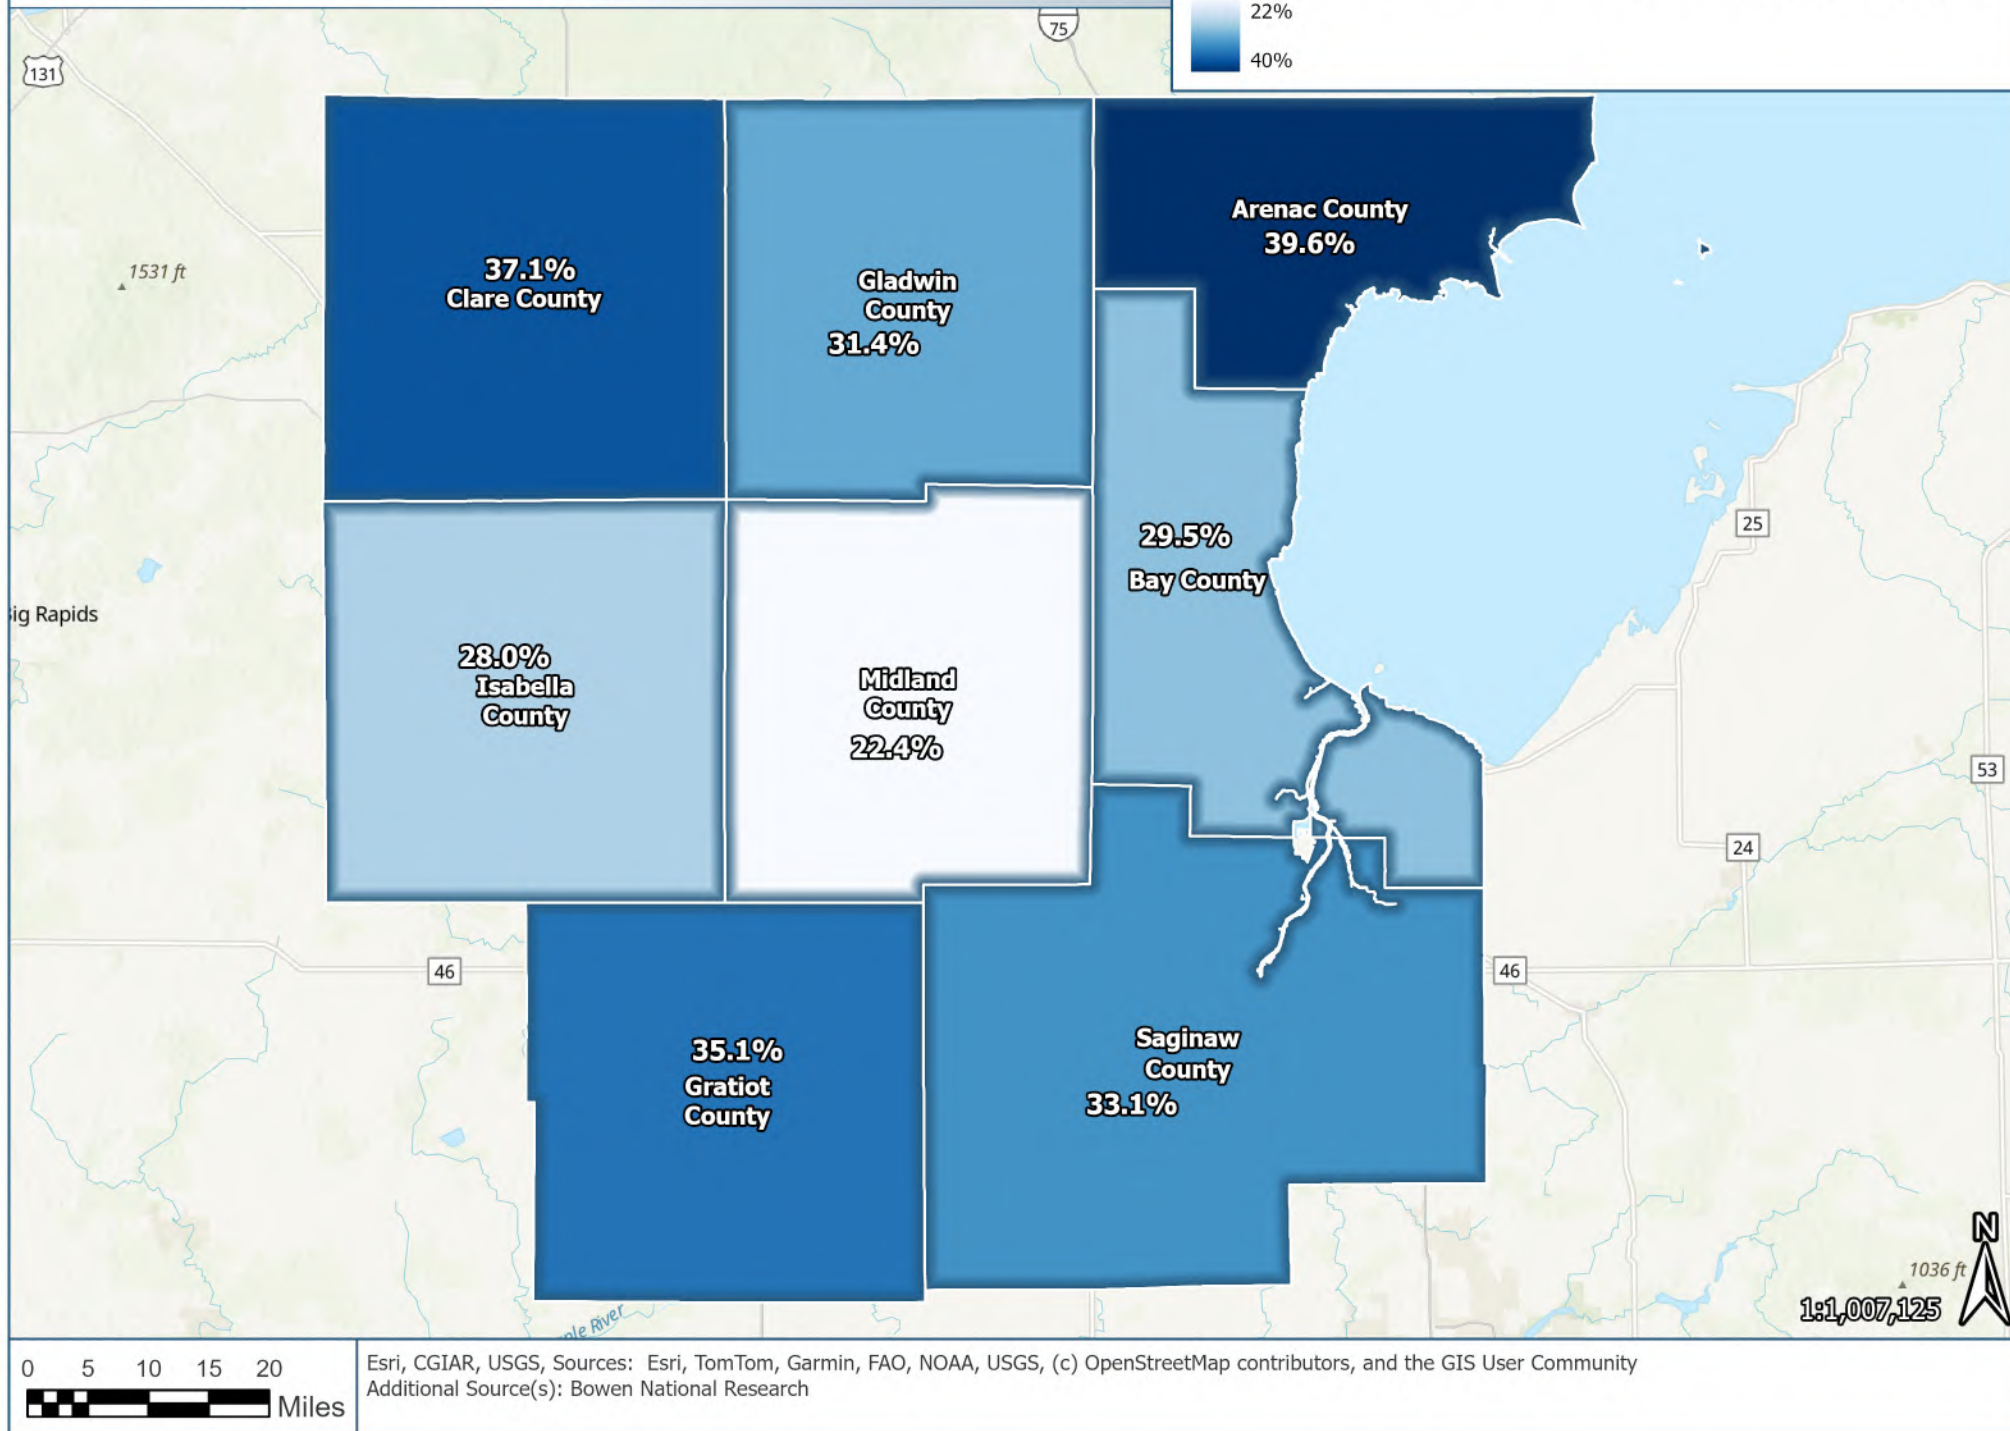 22%
40%
75
131
1531 ft
37.1%
Clare County
Gladwin
County
31.4%
Arenac County
39.6%
29.5%
Bay County
25
ig Rapids
28.0%
Isabella
County
Midland
County
22.4%
53
24
46
46
35.1%
Gratiot
County
Saginaw
County
33.1%
N
1036 ft
1:1,007,125
ple River
0 5 10 15 20
Miles
Esri, CGIAR, USGS, Sources: Esri, TomTom, Garmin, FAO, NOAA, USGS, (c) OpenStreetMap contributors, and the GIS User Community
Additional Source(s): Bowen National Research